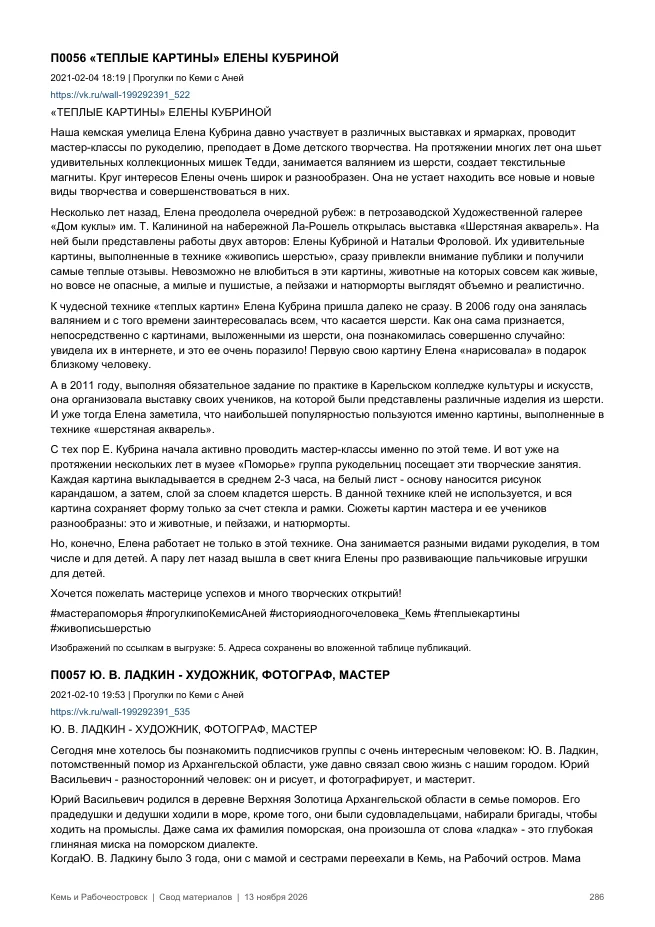 П0056 «ТЕПЛЫЕ КАРТИНЫ» ЕЛЕНЫ КУБРИНОЙ
2021-02-04 18:19 | Прогулки по Кеми с Аней
https://vk.ru/wall-199292391_522
«ТЕПЛЫЕ КАРТИНЫ» ЕЛЕНЫ КУБРИНОЙ
Наша кемская умелица Елена Кубрина давно участвует в различных выставках и ярмарках, проводит
мастер-классы по рукоделию, преподает в Доме детского творчества. На протяжении многих лет она шьет
удивительных коллекционных мишек Тедди, занимается валянием из шерсти, создает текстильные
магниты. Круг интересов Елены очень широк и разнообразен. Она не устает находить все новые и новые
виды творчества и совершенствоваться в них.
Несколько лет назад, Елена преодолела очередной рубеж: в петрозаводской Художественной галерее
«Дом куклы» им. Т. Калининой на набережной Ла-Рошель открылась выставка «Шерстяная акварель». На
ней были представлены работы двух авторов: Елены Кубриной и Натальи Фроловой. Их удивительные
картины, выполненные в технике «живопись шерстью», сразу привлекли внимание публики и получили
самые теплые отзывы. Невозможно не влюбиться в эти картины, животные на которых совсем как живые,
но вовсе не опасные, а милые и пушистые, а пейзажи и натюрморты выглядят объемно и реалистично.
К чудесной технике «теплых картин» Елена Кубрина пришла далеко не сразу. В 2006 году она занялась
валянием и с того времени заинтересовалась всем, что касается шерсти. Как она сама признается,
непосредственно с картинами, выложенными из шерсти, она познакомилась совершенно случайно:
увидела их в интернете, и это ее очень поразило! Первую свою картину Елена «нарисовала» в подарок
близкому человеку.
А в 2011 году, выполняя обязательное задание по практике в Карельском колледже культуры и искусств,
она организовала выставку своих учеников, на которой были представлены различные изделия из шерсти.
И уже тогда Елена заметила, что наибольшей популярностью пользуются именно картины, выполненные в
технике «шерстяная акварель».
С тех пор Е. Кубрина начала активно проводить мастер-классы именно по этой теме. И вот уже на
протяжении нескольких лет в музее «Поморье» группа рукодельниц посещает эти творческие занятия.
Каждая картина выкладывается в среднем 2-3 часа, на белый лист - основу наносится рисунок
карандашом, а затем, слой за слоем кладется шерсть. В данной технике клей не используется, и вся
картина сохраняет форму только за счет стекла и рамки. Сюжеты картин мастера и ее учеников
разнообразны: это и животные, и пейзажи, и натюрморты.
Но, конечно, Елена работает не только в этой технике. Она занимается разными видами рукоделия, в том
числе и для детей. А пару лет назад вышла в свет книга Елены про развивающие пальчиковые игрушки
для детей.
Хочется пожелать мастерице успехов и много творческих открытий!
#мастерапоморья #прогулкипоКемисАней #историяодногочеловека_Кемь #теплыекартины
#живописьшерстью
Изображений по ссылкам в выгрузке: 5. Адреса сохранены во вложенной таблице публикаций.
П0057 Ю. В. ЛАДКИН - ХУДОЖНИК, ФОТОГРАФ, МАСТЕР
2021-02-10 19:53 | Прогулки по Кеми с Аней
https://vk.ru/wall-199292391_535
Ю. В. ЛАДКИН - ХУДОЖНИК, ФОТОГРАФ, МАСТЕР
Сегодня мне хотелось бы познакомить подписчиков группы с очень интересным человеком: Ю. В. Ладкин,
потомственный помор из Архангельской области, уже давно связал свою жизнь с нашим городом. Юрий
Васильевич - разносторонний человек: он и рисует, и фотографирует, и мастерит.
Юрий Васильевич родился в деревне Верхняя Золотица Архангельской области в семье поморов. Его
прадедушки и дедушки ходили в море, кроме того, они были судовладельцами, набирали бригады, чтобы
ходить на промыслы. Даже сама их фамилия поморская, она произошла от слова «ладка» - это глубокая
глиняная миска на поморском диалекте.
КогдаЮ. В. Ладкину было 3 года, они с мамой и сестрами переехали в Кемь, на Рабочий остров. Мама
Кемь и Рабочеостровск | Свод материалов | 13 ноября 2026
286